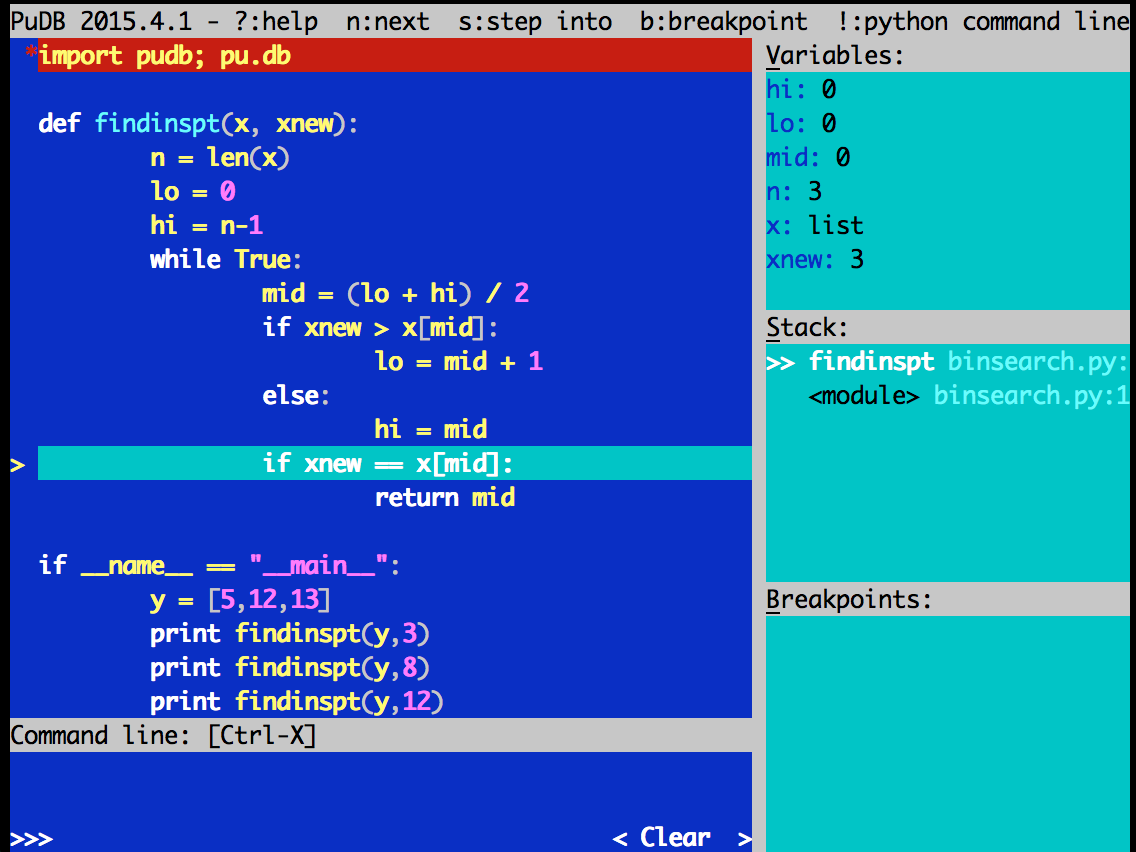 PuDB 2015.4.1 - ?:help  n:next  s:step into  b:breakpoint  !:python command line
*import pudb; pu.db
def findinspt(x, xnew):
        n = len(x)
        lo = 0
        hi = n-1
        while True:
                mid = (lo + hi) / 2
                if xnew > x[mid]:
                        lo = mid + 1
                else:
                        hi = mid
>                 if xnew == x[mid]:
                        return mid
if __name__ == "__main__":
        y = [5,12,13]
        print findinspt(y,3)
        print findinspt(y,8)
        print findinspt(y,12)
Command line: [Ctrl-X]
>>>
< Clear  >
Variables:
hi: 0
lo: 0
mid: 0
n: 3
x: list
xnew: 3
Stack:
>> findinspt binsearch.py:
   <module> binsearch.py:1
Breakpoints: